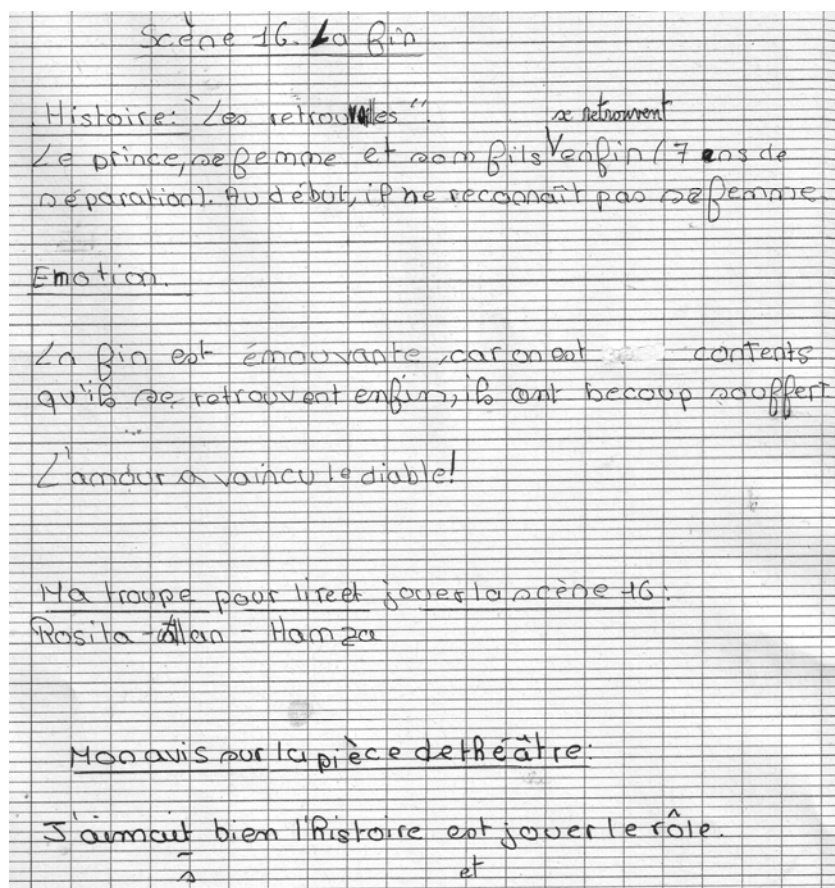 Scène 16. La fin
Histoire: "Les retrouvailles".
se retrouvent
Le prince, sa femme et son fils V enfin (7 ans de
séparation). Au début, il ne reconnaît pas sa femme.
Emotion.
La fin est émouvante, car on est contents
qu'ils se retrouvent enfin, ils ont becoup souffert
...
L'amour a vaincu le diable!
Ma troupe pour lire et jouer la scène 16:
Rosita - Allan - Hamza
Mon avis sur la pièce de théâtre:
J'aimait bien l'histoire est jouer le rôle.
s et